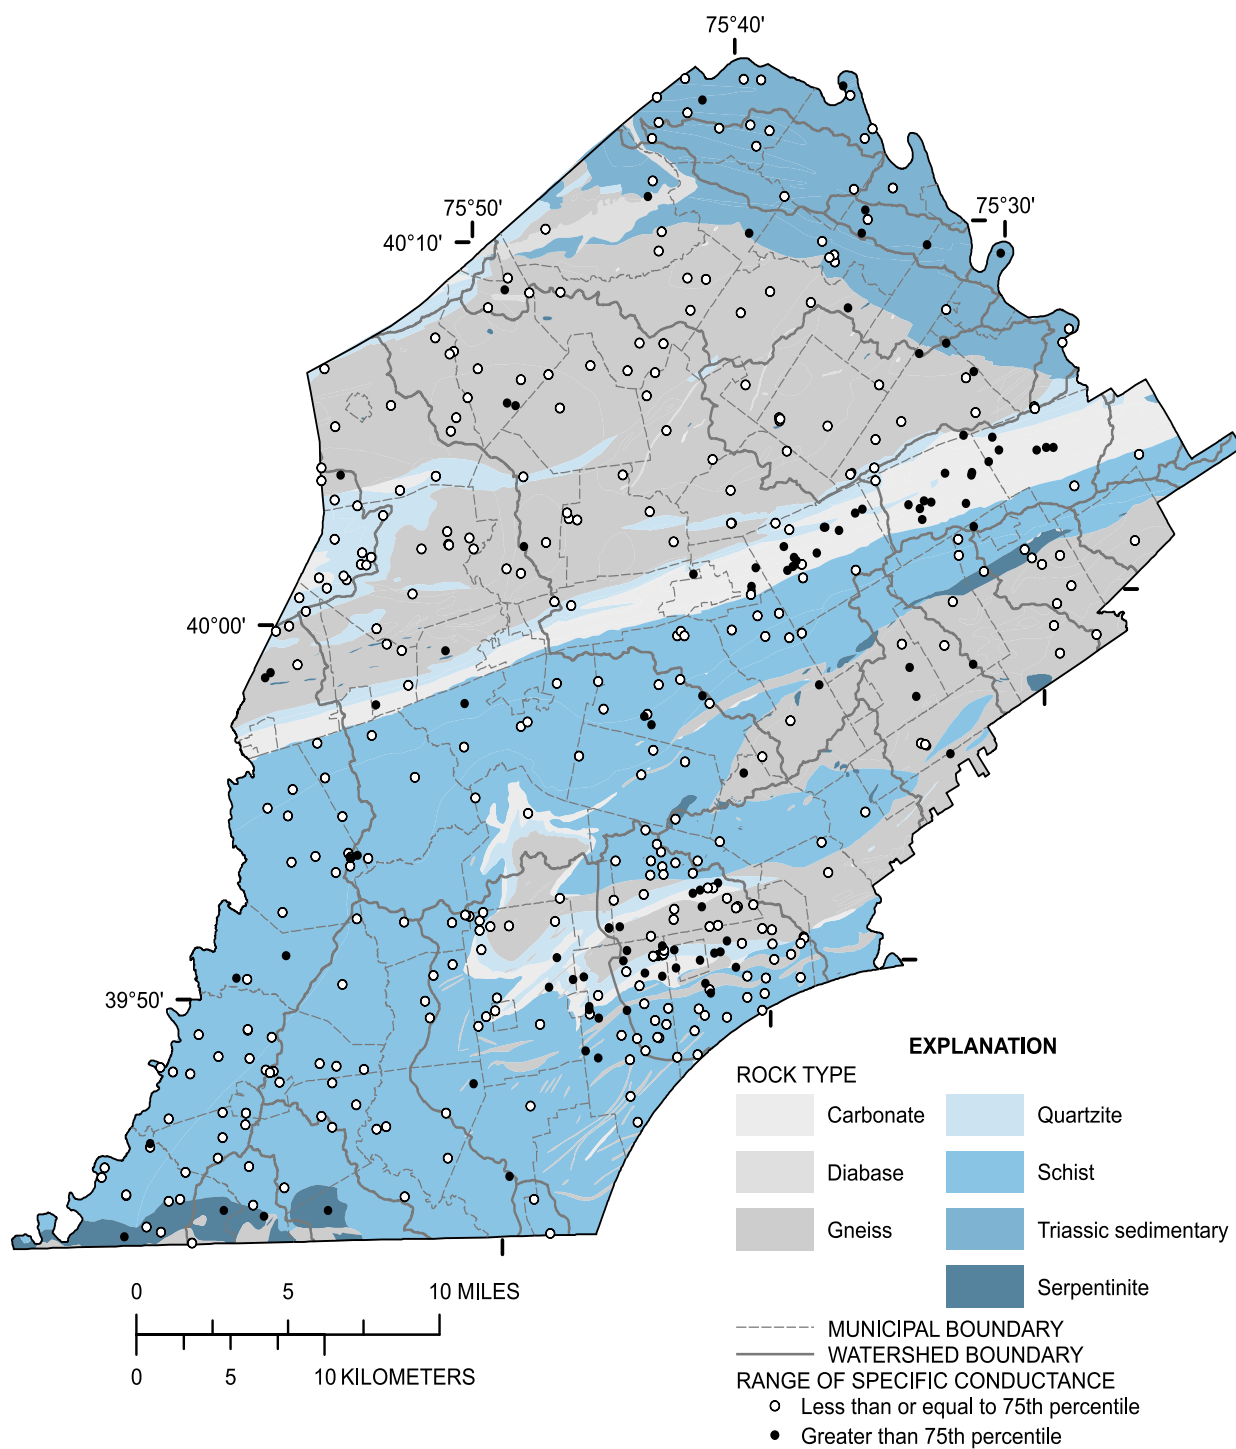 75°40'
75°50'
75°30'
40°10'
40°00'
39°50'
EXPLANATION
ROCK TYPE
Carbonate
Quartzite
Diabase
Schist
Gneiss
Triassic sedimentary
Serpentinite
0 5 10 MILES
0 5 10 KILOMETERS
MUNICIPAL BOUNDARY
WATERSHED BOUNDARY
RANGE OF SPECIFIC CONDUCTANCE
Less than or equal to 75th percentile
Greater than 75th percentile